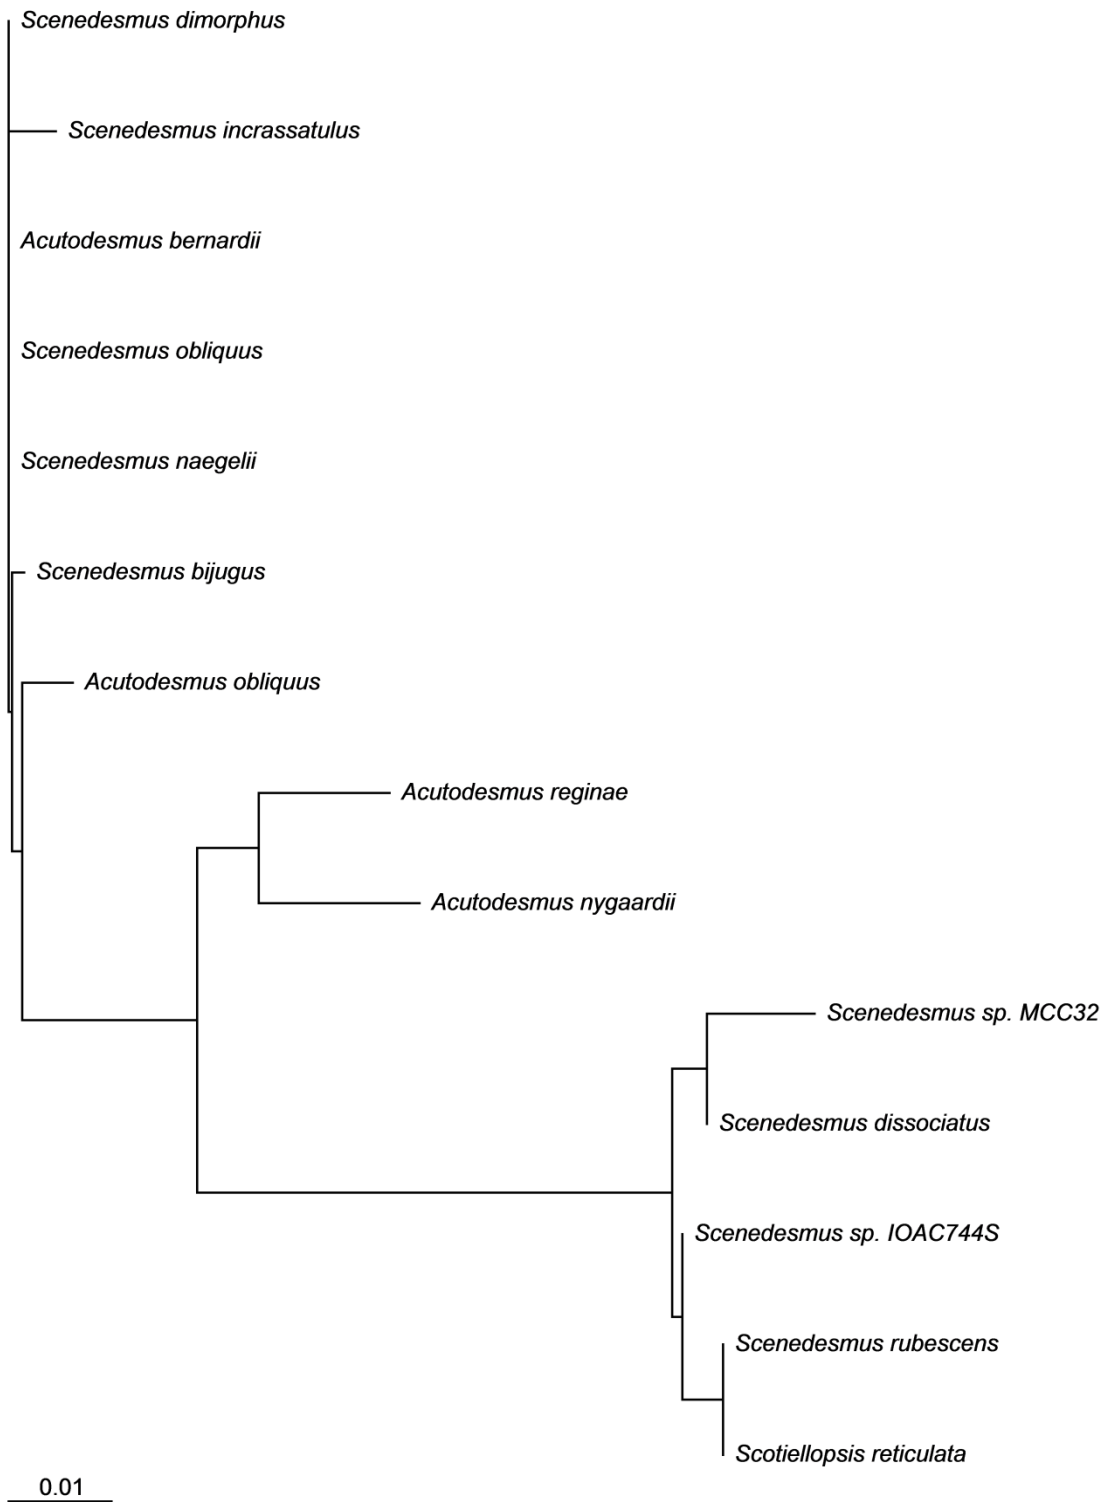 Scenedesmus dimorphus
Scenedesmus incrassatulus
Acutodesmus bernardii
Scenedesmus obliquus
Scenedesmus naegelii
Scenedesmus bijugus
Acutodesmus obliquus
Acutodesmus reginae
Acutodesmus nygaardii
Scenedesmus sp. MCC32
Scenedesmus dissociatus
Scenedesmus sp. IOAC744S
Scenedesmus rubescens
Scotiellopsis reticulata
0.01